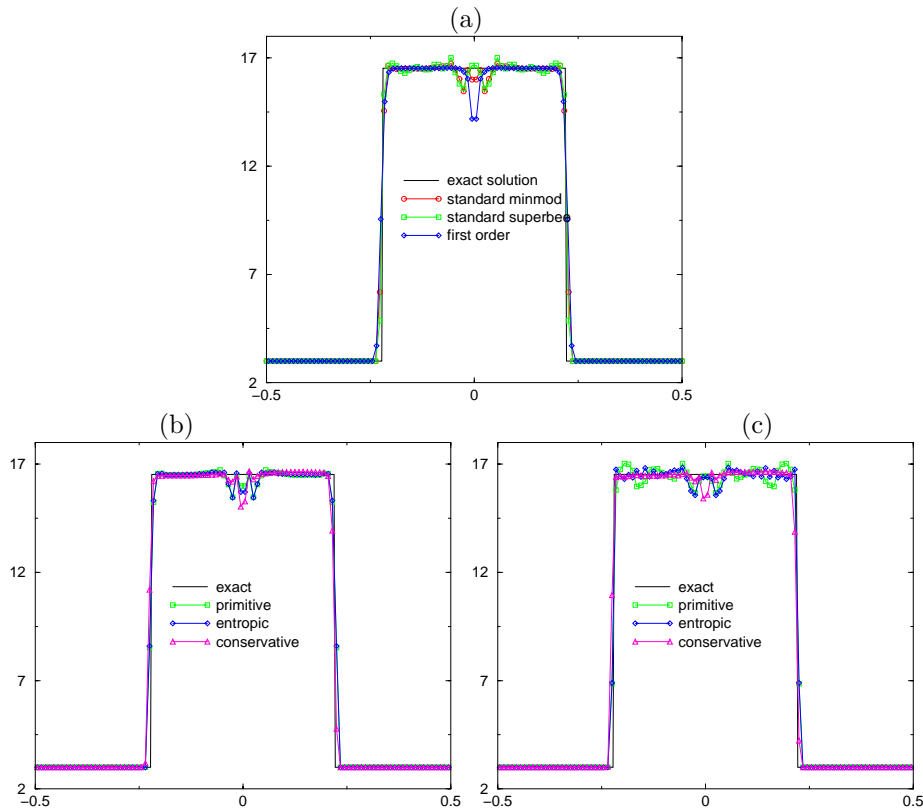 (a)
17
12
7
2
−0.5
0
0.5
exact solution
standard minmod
standard superbee
first order
(b)
17
12
7
2
−0.5
0
0.5
exact
primitive
entropic
conservative
(c)
17
12
7
2
−0.5
0
0.5
exact
primitive
entropic
conservative